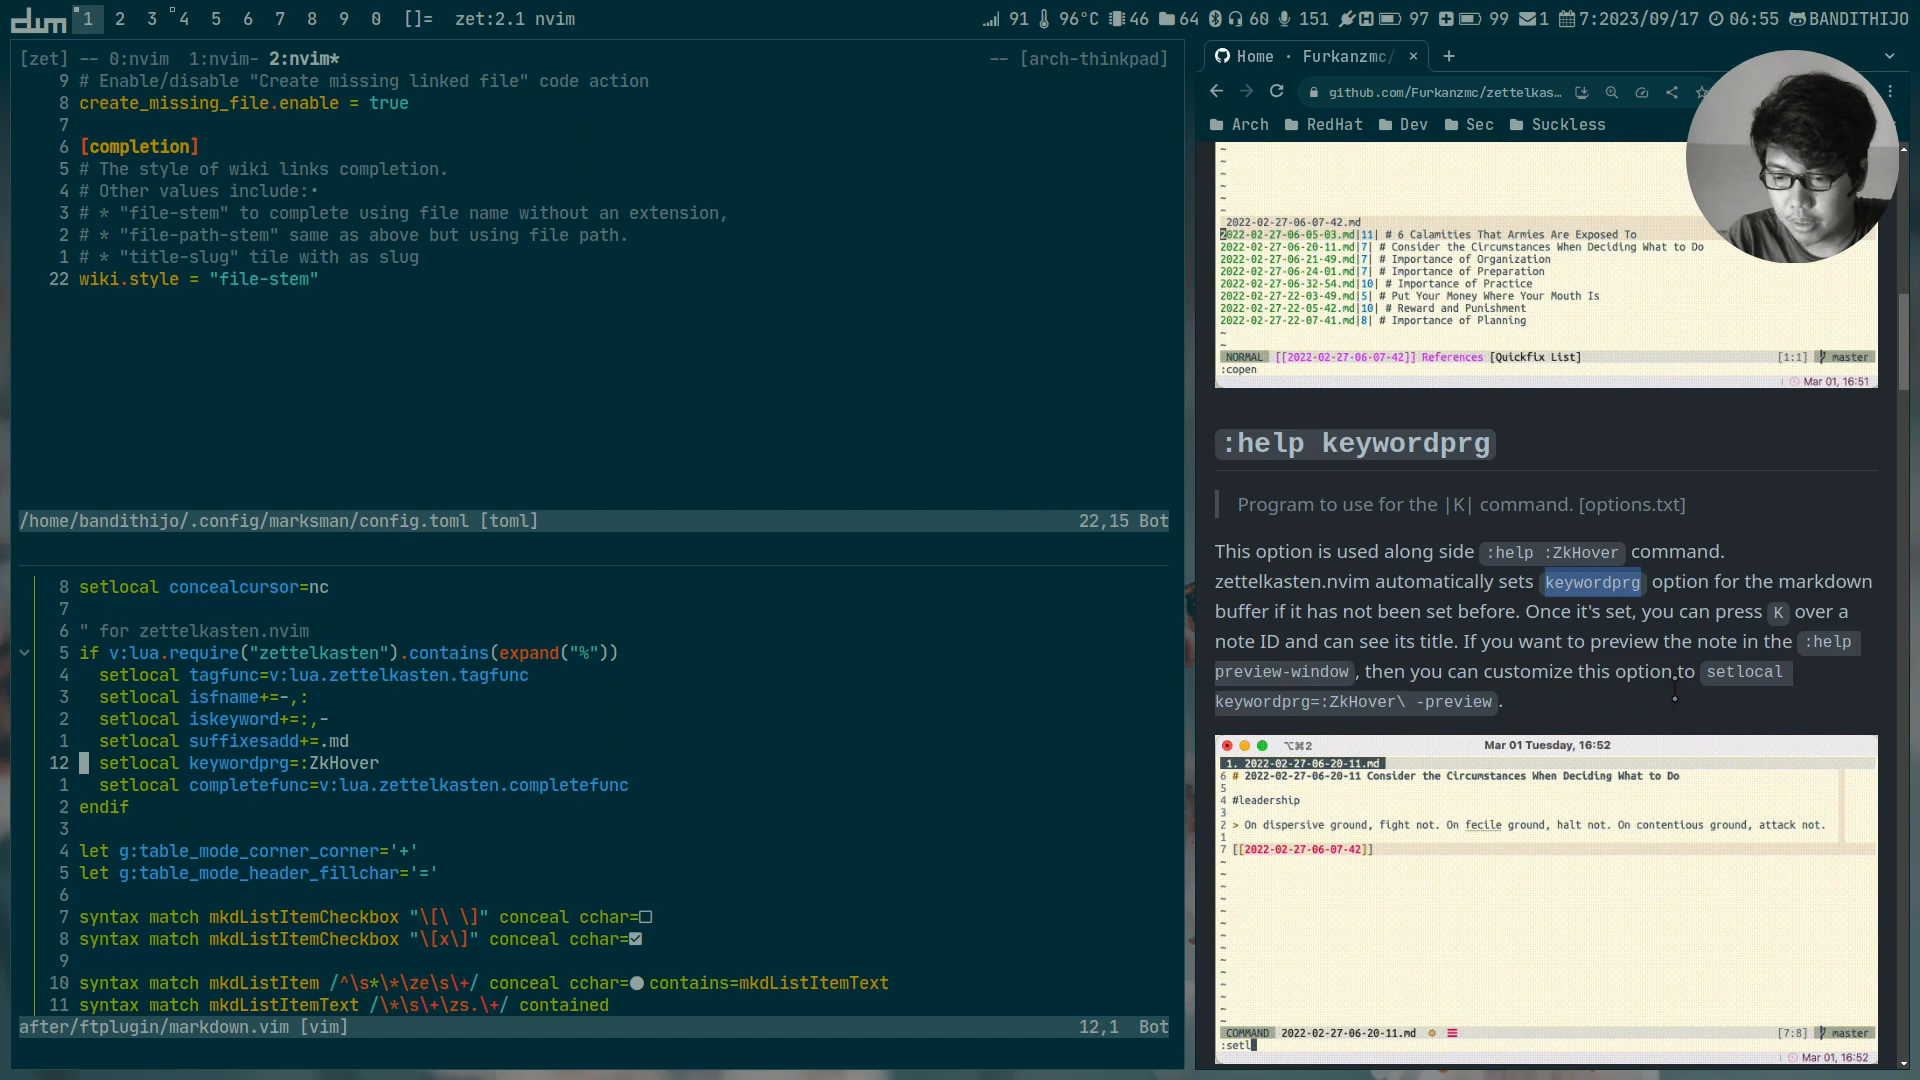 dwm 1 2 3 4 5 6 7 8 9 0 []= zet:2.1 nvim 91 96°C 46 64 60 151 97 99 1 7:2023/09/17 06:55 BANDITHIJO
[zet] -- 0:nvim 1:nvim- 2:nvim* -- [arch-thinkpad]
9 # Enable/disable "Create missing linked file" code action
8 create_missing_file.enable = true
7
6 [completion]
5 # The style of wiki links completion.
4 # Other values include:•
3 # * "file-stem" to complete using file name without an extension,
2 # * "file-path-stem" same as above but using file path.
1 # * "title-slug" tile with as slug
22 wiki.style = "file-stem"
/home/bandithijo/.config/marksman/config.toml [toml] 22,15 Bot
8 setlocal concealcursor=nc
7
6 " for zettelkasten.nvim
5 if v:lua.require("zettelkasten").contains(expand("%"))
4 setlocal tagfunc=v:lua.zettelkasten.tagfunc
3 setlocal isfname+=-,:
2 setlocal iskeyword+=:,-
1 setlocal suffixesadd+=.md
12 setlocal keywordprg=:ZkHover
1 setlocal completefunc=v:lua.zettelkasten.completefunc
2 endif
3
4 let g:table_mode_corner_corner='+'
5 let g:table_mode_header_fillchar='='
6
7 syntax match mkdListItemCheckbox "\[\ \]" conceal cchar=☐
8 syntax match mkdListItemCheckbox "\[x\]" conceal cchar=☑
9
10 syntax match mkdListItem /^\s*\*\ze\s\+/ conceal cchar=● contains=mkdListItemText
11 syntax match mkdListItemText /\*\s\+\zs.\+/ contained
after/ftplugin/markdown.vim [vim] 12,1 Bot
Home · Furkanzmc/ × +
github.com/Furkanzmc/zettelkas…
Arch RedHat Dev Sec Suckless
~
~
~
~
~
~
2022-02-27-06-07-42.md
2022-02-27-06-05-03.md|11| # 6 Calamities That Armies Are Exposed To
2022-02-27-06-20-11.md|7| # Consider the Circumstances When Deciding What to Do
2022-02-27-06-21-49.md|7| # Importance of Organization
2022-02-27-06-24-01.md|7| # Importance of Preparation
2022-02-27-06-32-54.md|10| # Importance of Practice
2022-02-27-22-03-49.md|5| # Put Your Money Where Your Mouth Is
2022-02-27-22-05-42.md|10| # Reward and Punishment
2022-02-27-22-07-41.md|8| # Importance of Planning
~
~
NORMAL [[2022-02-27-06-07-42]] References [Quickfix List] [1:1] master
:copen
Mar 01, 16:51
:help keywordprg
Program to use for the |K| command. [options.txt]
This option is used along side :help :ZkHover command.
zettelkasten.nvim automatically sets keywordprg option for the markdown
buffer if it has not been set before. Once it's set, you can press K over a
note ID and can see its title. If you want to preview the note in the :help
preview-window, then you can customize this option to setlocal
keywordprg=:ZkHover\ -preview.
⌥⌘2 Mar 01 Tuesday, 16:52
1. 2022-02-27-06-20-11.md
6 # 2022-02-27-06-20-11 Consider the Circumstances When Deciding What to Do
5
4 #leadership
3
2 > On dispersive ground, fight not. On fecile ground, halt not. On contentious ground, attack not.
1
7 [[2022-02-27-06-07-42]]
~
~
~
~
~
~
~
~
~
~
~
~
~
~
COMMAND 2022-02-27-06-20-11.md [7:8] master
:setl
Mar 01, 16:52